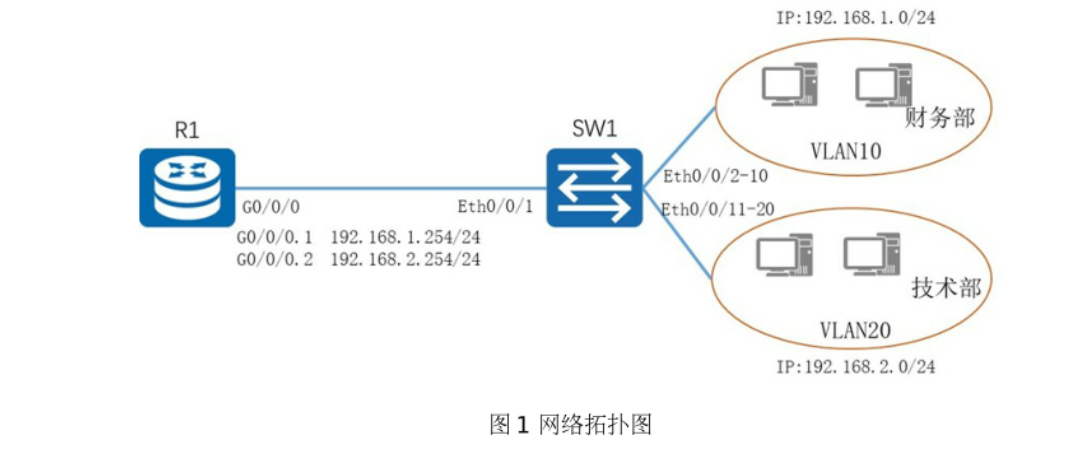 IP:192.168.1.0/24
财务部
VLAN10
R1
SW1
Eth0/0/2-10
G0/0/0
Eth0/0/1
Eth0/0/11-20
G0/0/0.1 192.168.1.254/24
G0/0/0.2 192.168.2.254/24
技术部
VLAN20
IP:192.168.2.0/24
图 1 网络拓扑图